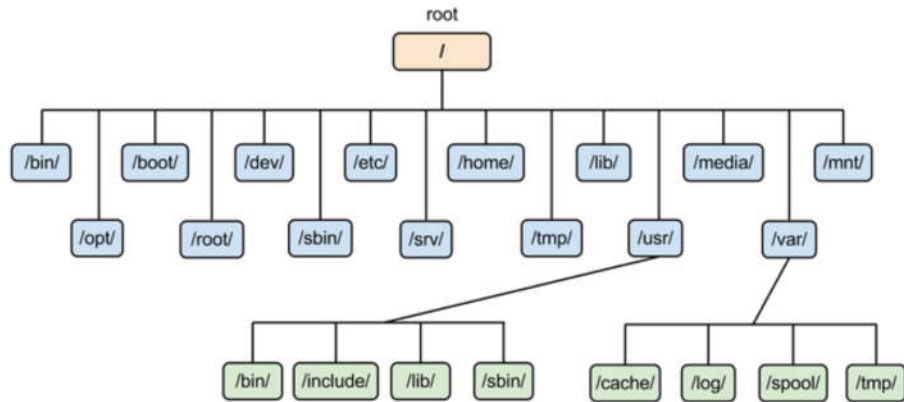 root
/
/bin/
/boot/
/dev/
/etc/
/home/
/lib/
/media/
/mnt/
/opt/
/root/
/sbin/
/srv/
/tmp/
/usr/
/var/
/bin/
/include/
/lib/
/sbin/
/cache/
/log/
/spool/
/tmp/